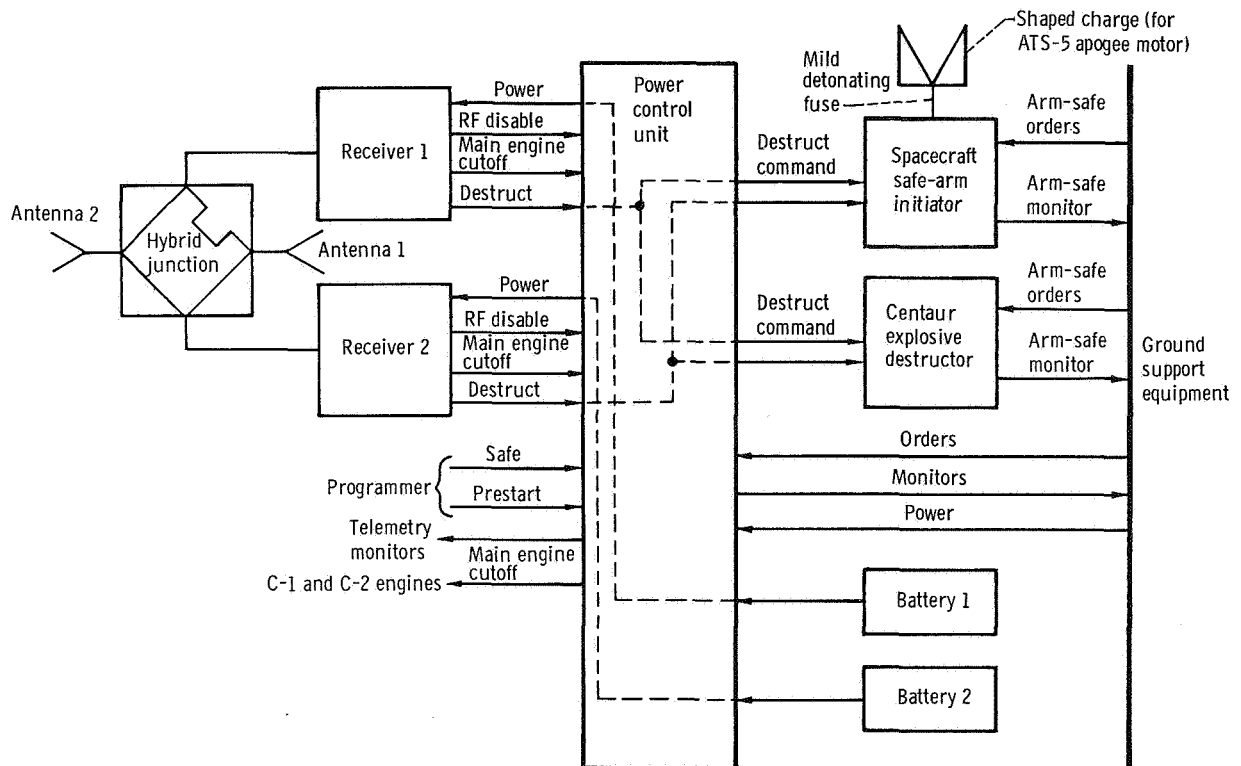 Shaped charge (for
ATS-5 apogee motor)
Mild
detonating
fuse
Power
control
unit
Power
RF disable
Main engine
cutoff
Destruct
Receiver 1
Destruct
command
Spacecraft
safe-arm
initiator
Arm-safe
orders
Arm-safe
monitor
Antenna 2
Hybrid
junction
Antenna 1
Power
RF disable
Main engine
cutoff
Destruct
Receiver 2
Destruct
command
Centaur
explosive
destructor
Arm-safe
orders
Arm-safe
monitor
Ground
support
equipment
Programmer
Safe
Prestart
Telemetry
monitors
Main engine
cutoff
C-1 and C-2 engines
Orders
Monitors
Power
Battery 1
Battery 2